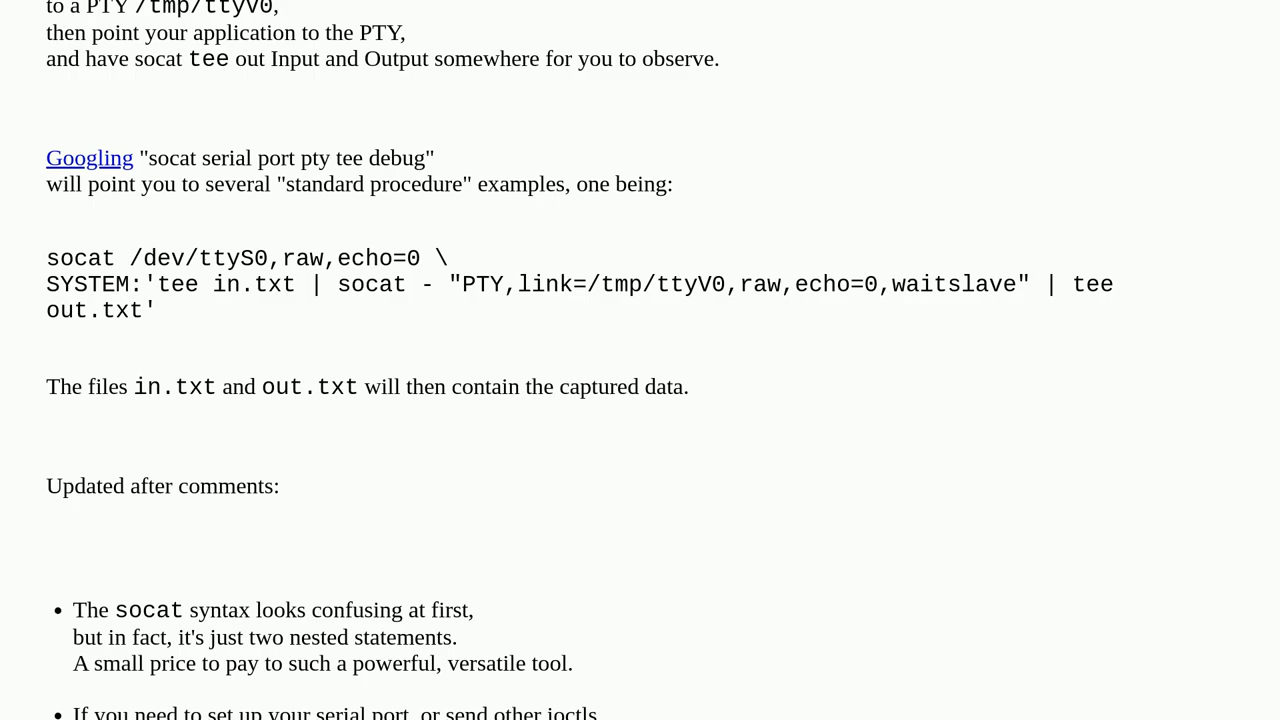 to a PTY /tmp/ttyV0,
then point your application to the PTY,
and have socat tee out Input and Output somewhere for you to observe.
Googling "socat serial port pty tee debug"
will point you to several "standard procedure" examples, one being:
socat /dev/ttyS0,raw,echo=0 \
SYSTEM:'tee in.txt | socat - "PTY,link=/tmp/ttyV0,raw,echo=0,waitslave" | tee
out.txt'
The files in.txt and out.txt will then contain the captured data.
Updated after comments:
• The socat syntax looks confusing at first,
but in fact, it's just two nested statements.
A small price to pay to such a powerful, versatile tool.
• If you need to set up your serial port, or send other ioctls,